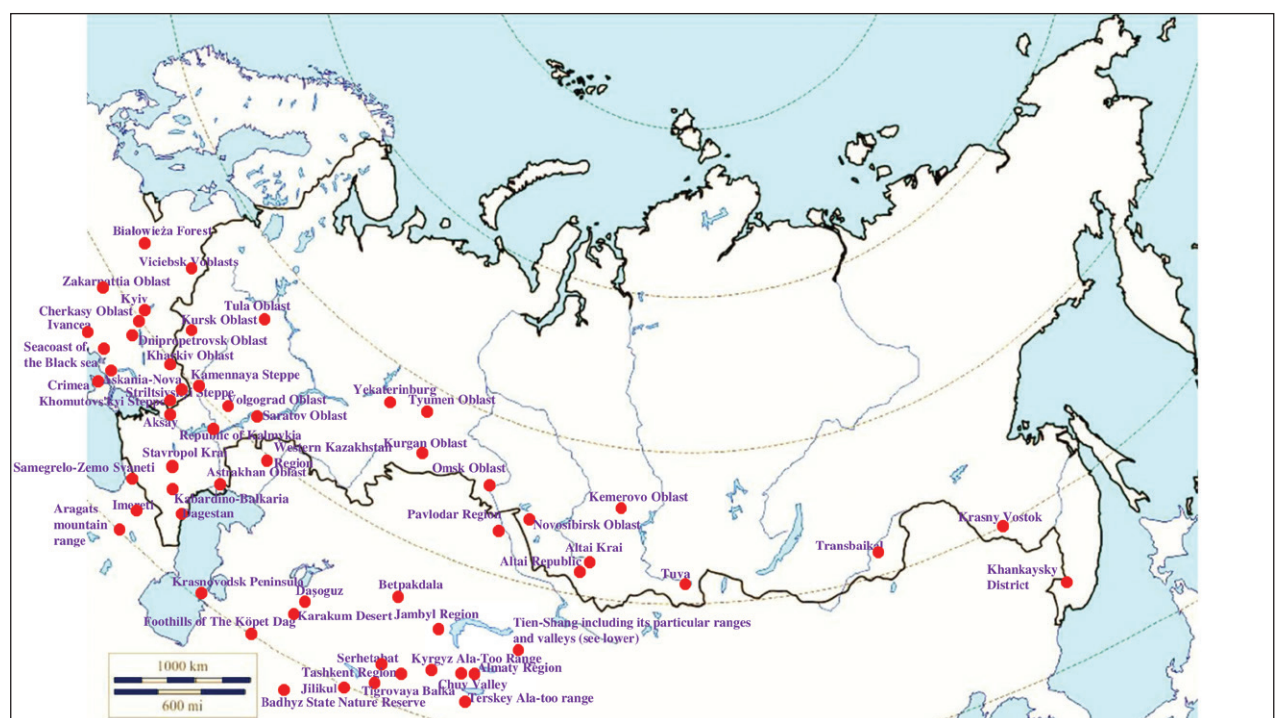 Białowieża Forest
Viciebsk Voblasts
Zakarpattia Oblast
Kyiv
Cherkasy Oblast
Ivancea
Tula Oblast
Kursk Oblast
Dnipropetrovsk Oblast
Seacoast of
the Black sea
Kharkiv Oblast
Askania-Nova
Kamennaya Steppe
Crimea
Striltsivskyi Steppe
Khomutovs'kyi Steppe
Volgograd Oblast
Yekaterinburg
Tyumen Oblast
Aksay
Saratov Oblast
Republic of Kalmykia
Stavropol Krai
Western Kazakhstan
Region
Kurgan Oblast
Samegrelo-Zemo Svaneti
Astrakhan Oblast
Omsk Oblast
Kabardino-Balkaria
Kemerovo Oblast
Imereti
Dagestan
Aragats
mountain
range
Pavlodar Region
Novosibirsk Oblast
Krasny Vostok
Altai Krai
Transbaikal
Altai Republic
Tuva
Khankaysky
District
Krasnovodsk Peninsula
Daşoguz
Betpakdala
Karakum Desert
Jambyl Region
Foothills of The Köpet Dag
Tien-Shang including its particular ranges
and valleys (see lower)
Serhetabat
Kyrgyz Ala-Too Range
Tashkent Region
Almaty Region
Jilikul
Tigrovaya Balka
Chuy Valley
Badhyz State Nature Reserve
Terskey Ala-too range
1000 km
600 mi